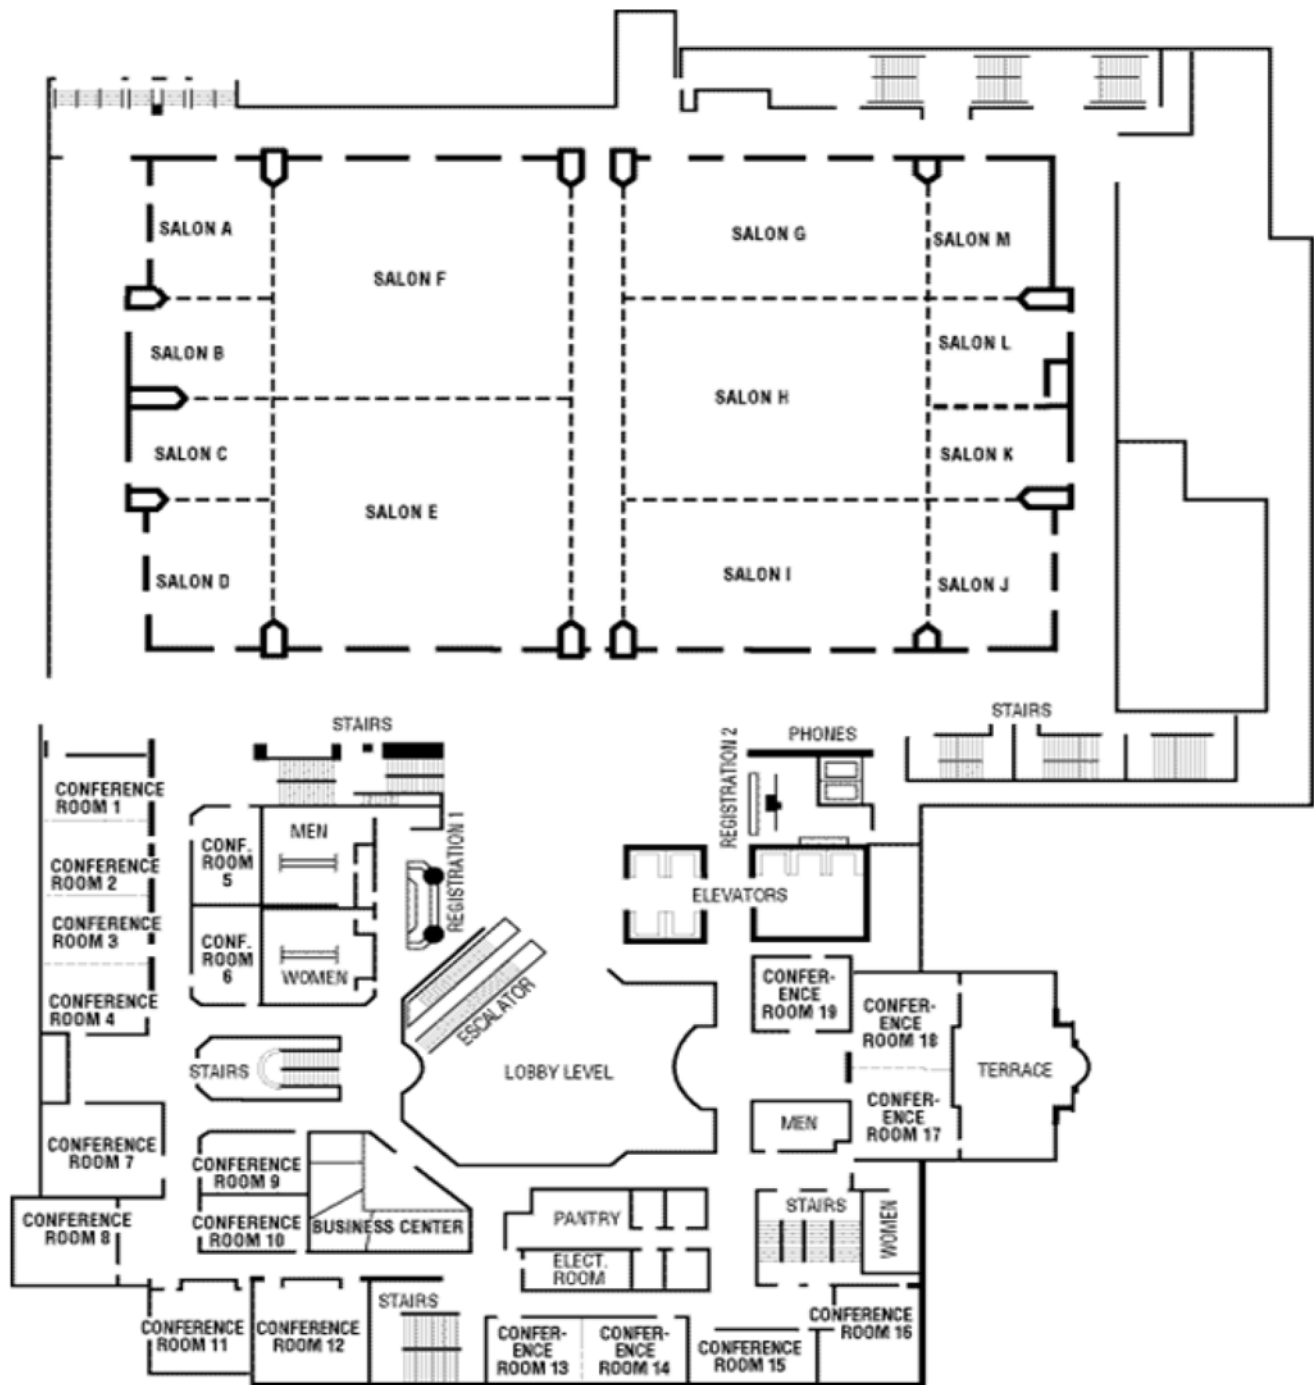 SALON A
SALON G
SALON M
SALON F
SALON B
SALON L
SALON H
SALON C
SALON K
SALON E
SALON D
SALON I
SALON J
STAIRS
STAIRS
PHONES
REGISTRATION 2
CONFERENCE
ROOM 1
MEN
CONF.
ROOM
5
REGISTRATION 1
CONFERENCE
ROOM 2
ELEVATORS
CONFERENCE
ROOM 3
CONF.
ROOM
6
WOMEN
CONFERENCE
ROOM 4
ESCALATOR
CONFER-
ENCE
ROOM 19
CONFER-
ENCE
ROOM 18
STAIRS
LOBBY LEVEL
TERRACE
CONFER-
ENCE
ROOM 17
MEN
CONFERENCE
ROOM 7
CONFERENCE
ROOM 9
CONFERENCE
ROOM 8
CONFERENCE
ROOM 10
BUSINESS CENTER
PANTRY
STAIRS
WOMEN
ELECT.
ROOM
STAIRS
CONFERENCE
ROOM 11
CONFERENCE
ROOM 12
CONFER-
ENCE
ROOM 13
CONFER-
ENCE
ROOM 14
CONFERENCE
ROOM 15
CONFERENCE
ROOM 16